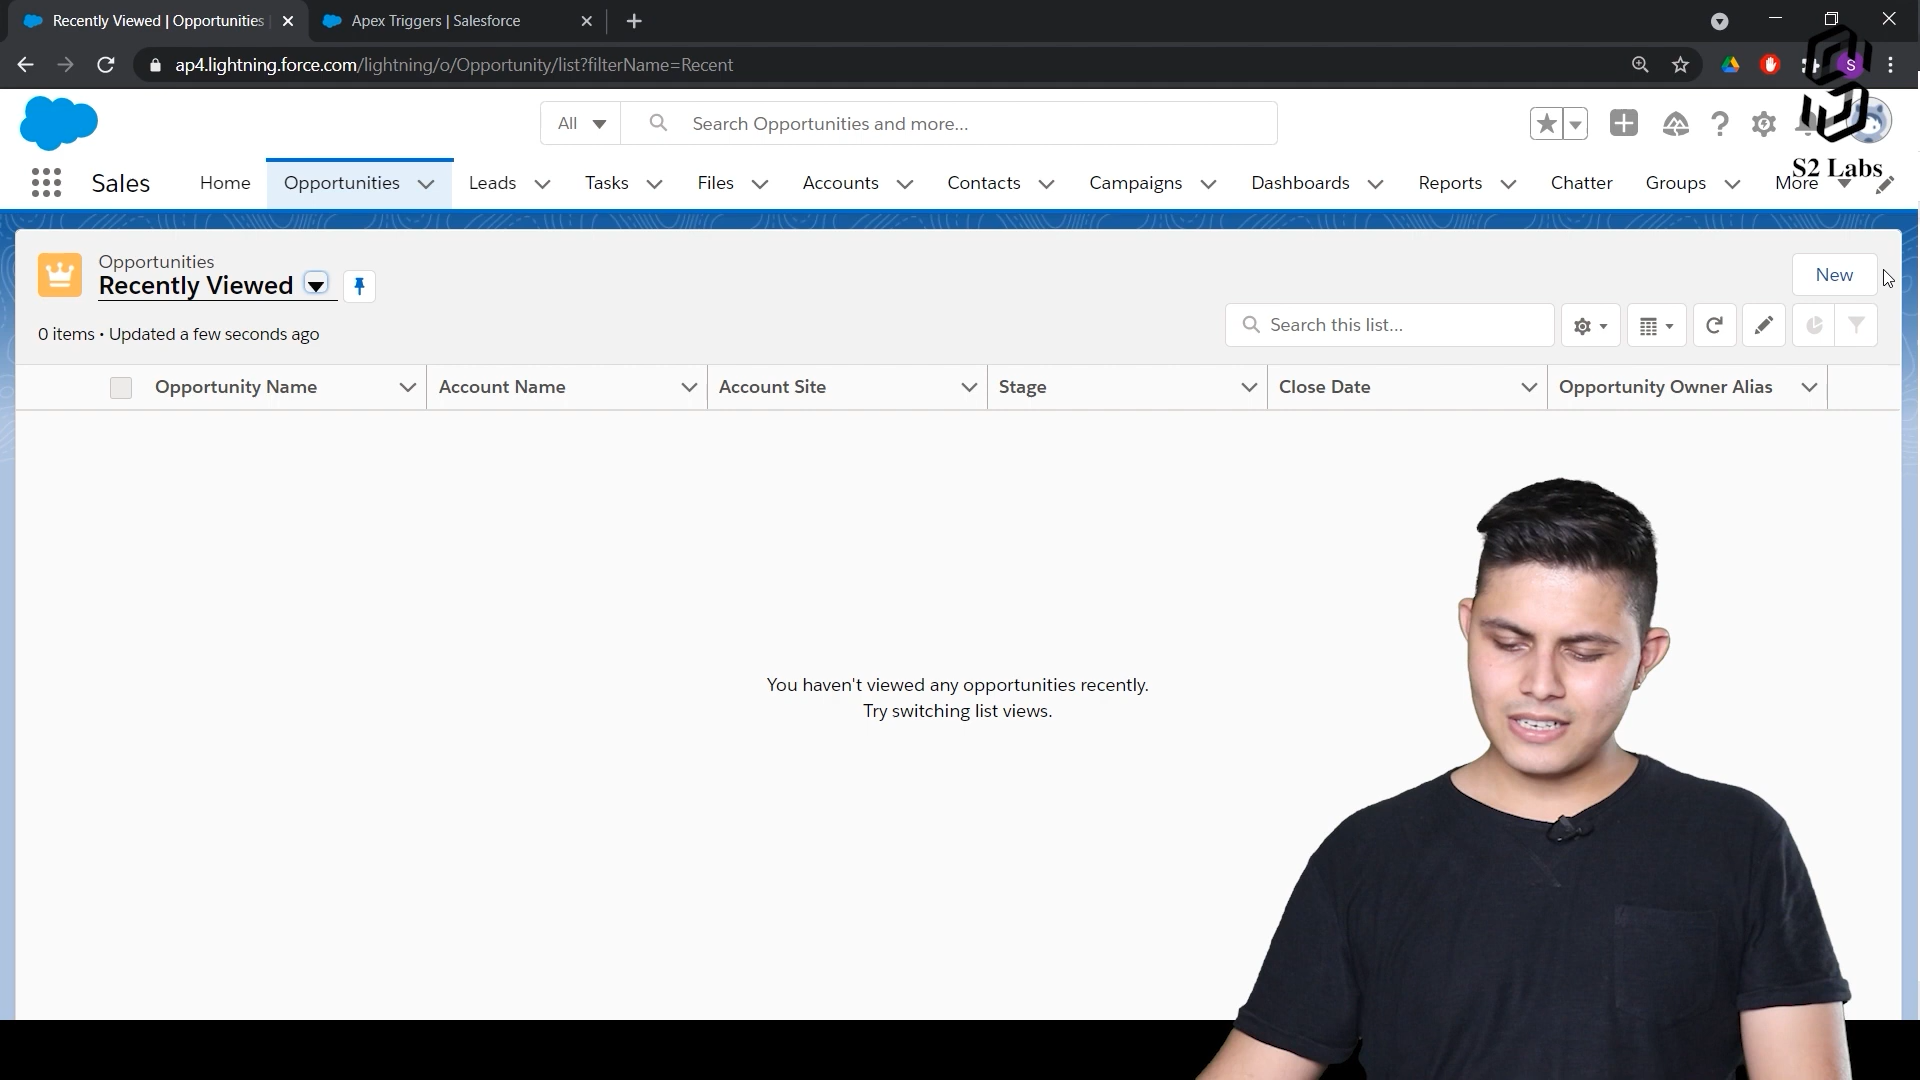 Recently Viewed | Opportunities
Apex Triggers | Salesforce
ap4.lightning.force.com/lightning/o/Opportunity/list?filterName=Recent
S
All
Search Opportunities and more...
S2 Labs
Sales
Home
Opportunities
Leads
Tasks
Files
Accounts
Contacts
Campaigns
Dashboards
Reports
Chatter
Groups
More
Opportunities
Recently Viewed
New
0 items • Updated a few seconds ago
Search this list...
Opportunity Name
Account Name
Account Site
Stage
Close Date
Opportunity Owner Alias
You haven't viewed any opportunities recently.
Try switching list views.